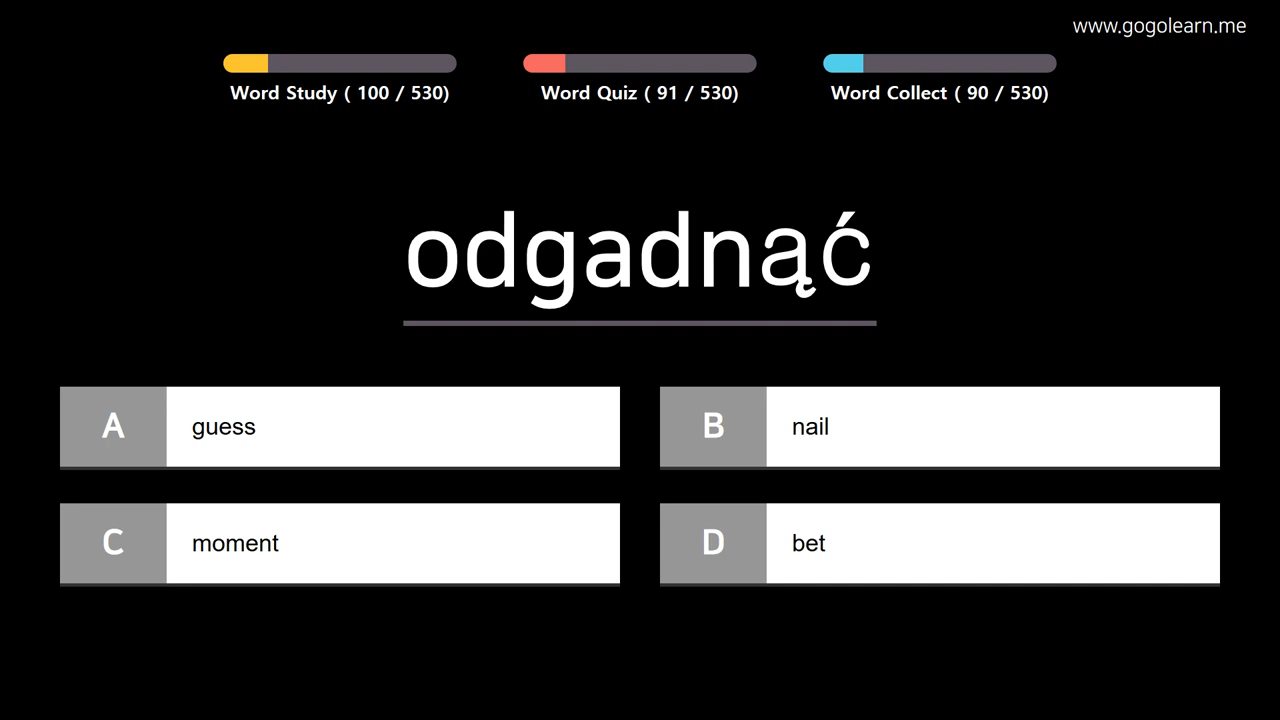 www.gogolearn.me
Word Study ( 100 / 530)
Word Quiz ( 91 / 530)
Word Collect ( 90 / 530)
odgadnąć
A guess
B nail
C moment
D bet